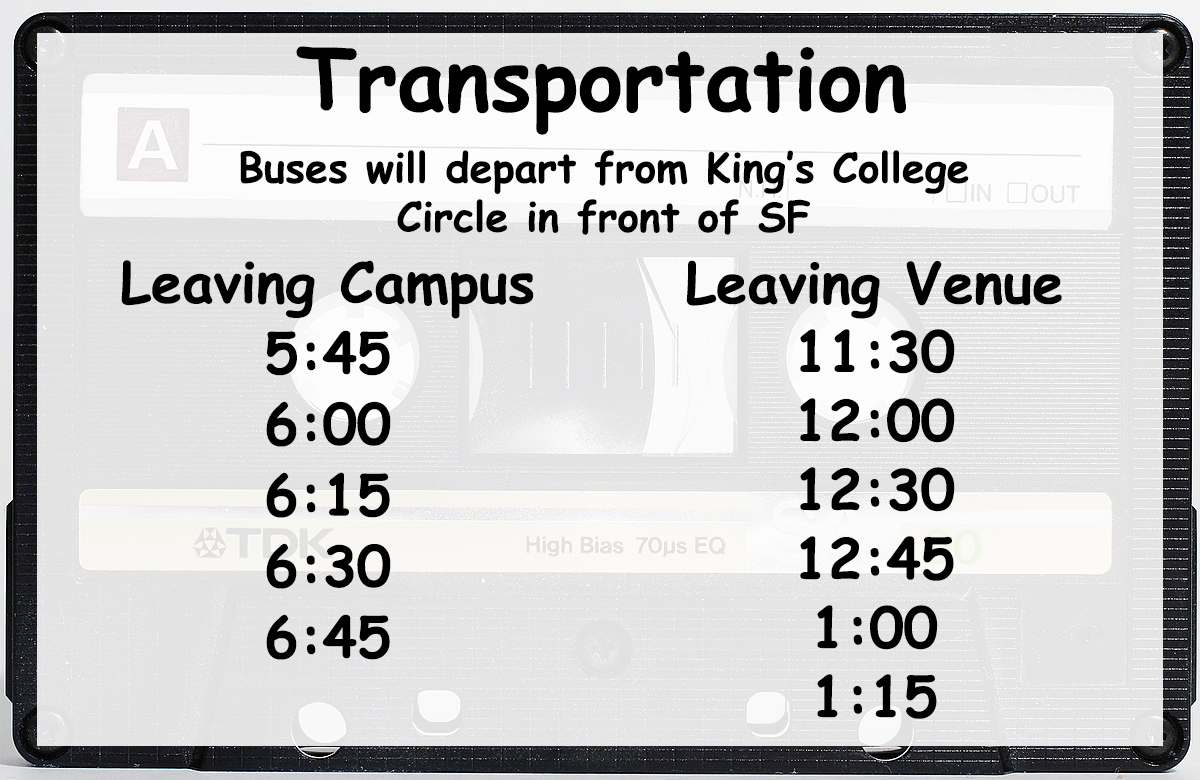 Transportation
A
Buses will depart from King's College
IN OUT
Circle in front of SF
Leaving Campus Leaving Venue
5:45 11:30
6:00 12:00
6:15 12:30
TDK High Bias 70µs EQ
6:30 12:45
6:45 1:00
1:15